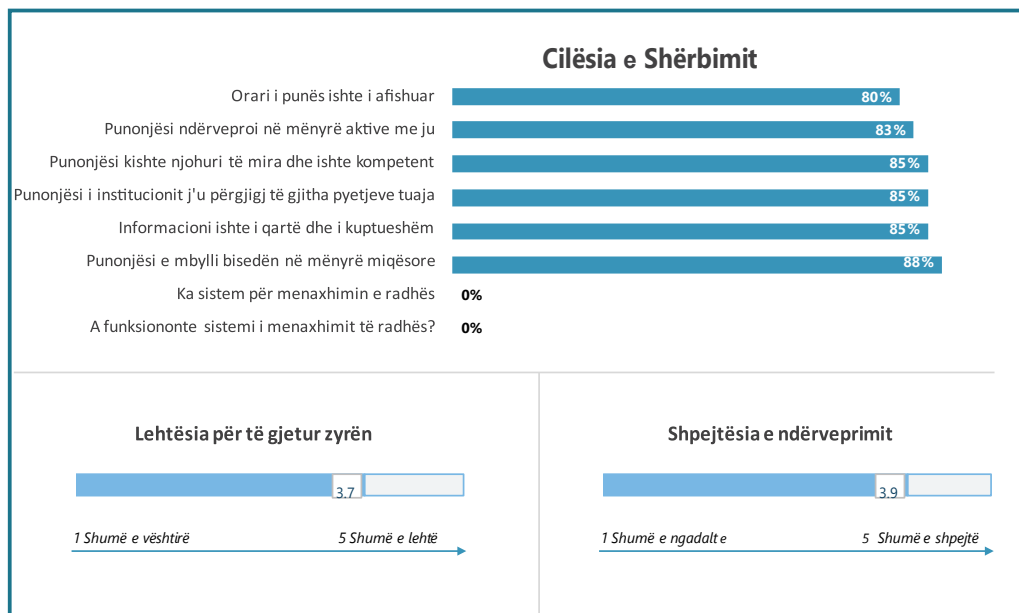 Cilësia e Shërbimit
Orari i punës ishte i afishuar 80%
Punonjësi ndërveproi në mënyrë aktive me ju 83%
Punonjësi kishte njohuri të mira dhe ishte kompetent 85%
Punonjësi i institucionit j'u përgjigj të gjitha pyetjeve tuaja 85%
Informacioni ishte i qartë dhe i kuptueshëm 85%
Punonjësi e mbylli bisedën në mënyrë miqësore 88%
Ka sistem për menaxhimin e radhës 0%
A funksiononte sistemi i menaxhimit të radhës? 0%
Lehtësia për të gjetur zyrën
3.7
1 Shumë e vështirë 5 Shumë e lehtë
Shpejtësia e ndërveprimit
3.9
1 Shumë e ngadalte 5 Shumë e shpejtë